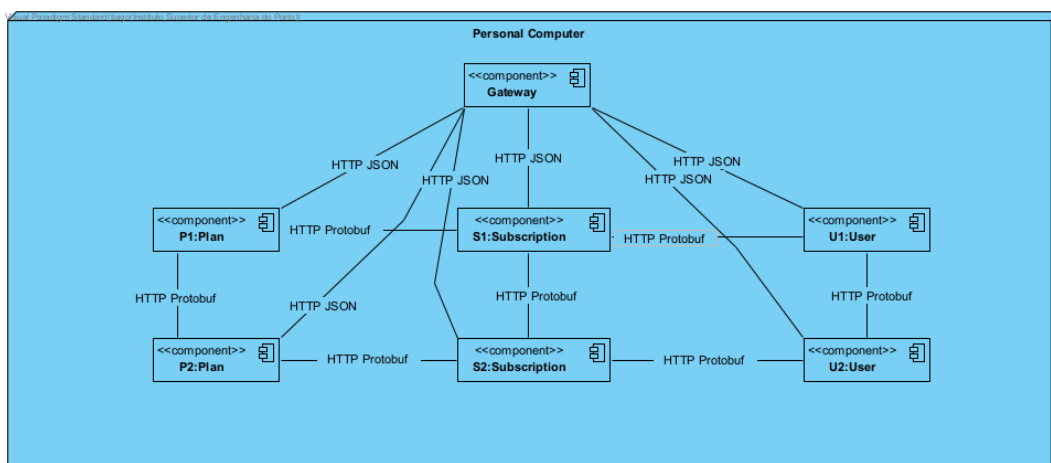 Visual Paradigm Standard(tiago(Instituto Superior de Engenharia do Porto))
Personal Computer
<<component>>
Gateway
HTTP JSON
HTTP JSON
HTTP JSON
HTTP JSON
HTTP JSON
<<component>>
P1:Plan
HTTP Protobuf
<<component>>
S1:Subscription
HTTP Protobuf
<<component>>
U1:User
HTTP Protobuf
HTTP JSON
HTTP Protobuf
HTTP Protobuf
<<component>>
P2:Plan
HTTP Protobuf
<<component>>
S2:Subscription
HTTP Protobuf
<<component>>
U2:User